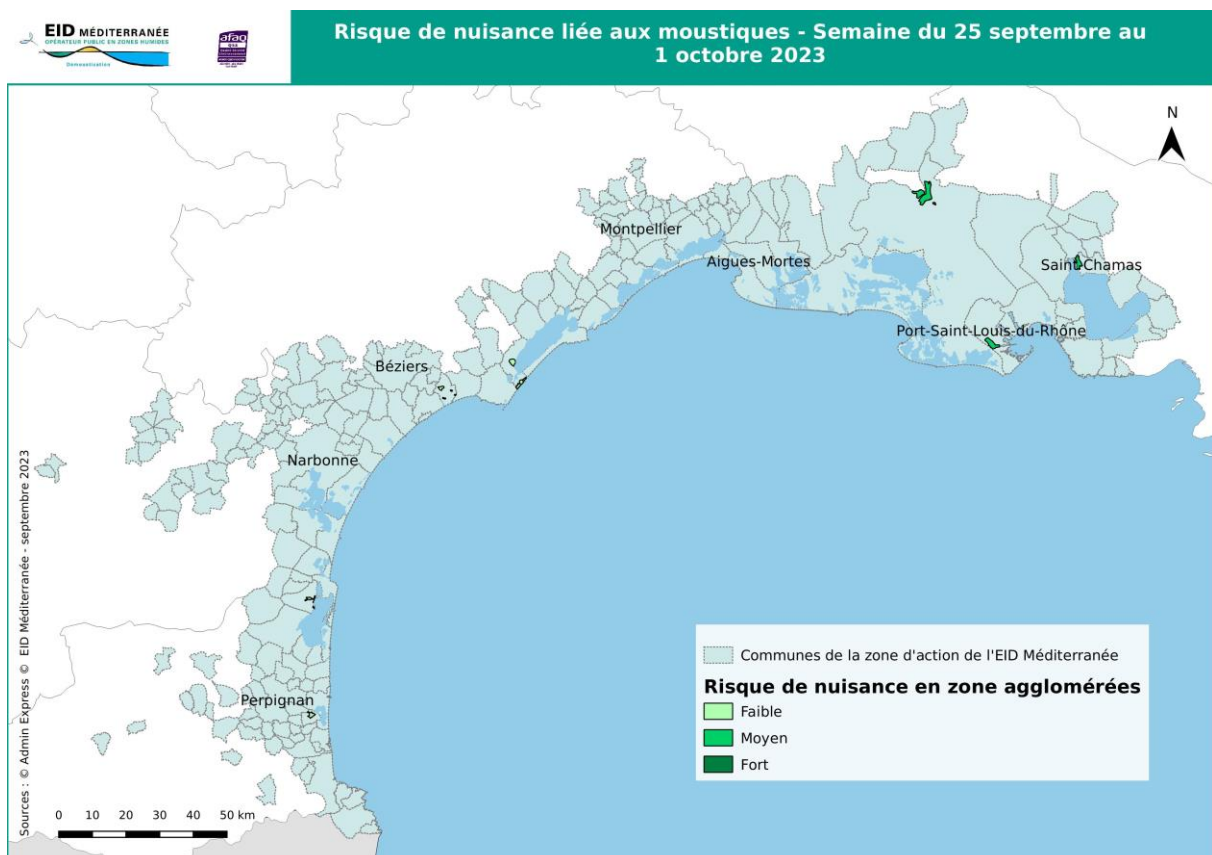 EID MÉDITERRANÉE
OPÉRATEUR PUBLIC EN ZONES HUMIDES
Démoustication
afaq
Risque de nuisance liée aux moustiques - Semaine du 25 septembre au
1 octobre 2023
N
Montpellier
Aigues-Mortes
Saint-Chamas
Port-Saint-Louis-du-Rhône
Béziers
Narbonne
Perpignan
Communes de la zone d'action de l'EID Méditerranée
Risque de nuisance en zone agglomérées
Faible
Moyen
Fort
0 10 20 30 40 50 km
Sources : © Admin Express © EID Méditerranée - septembre 2023